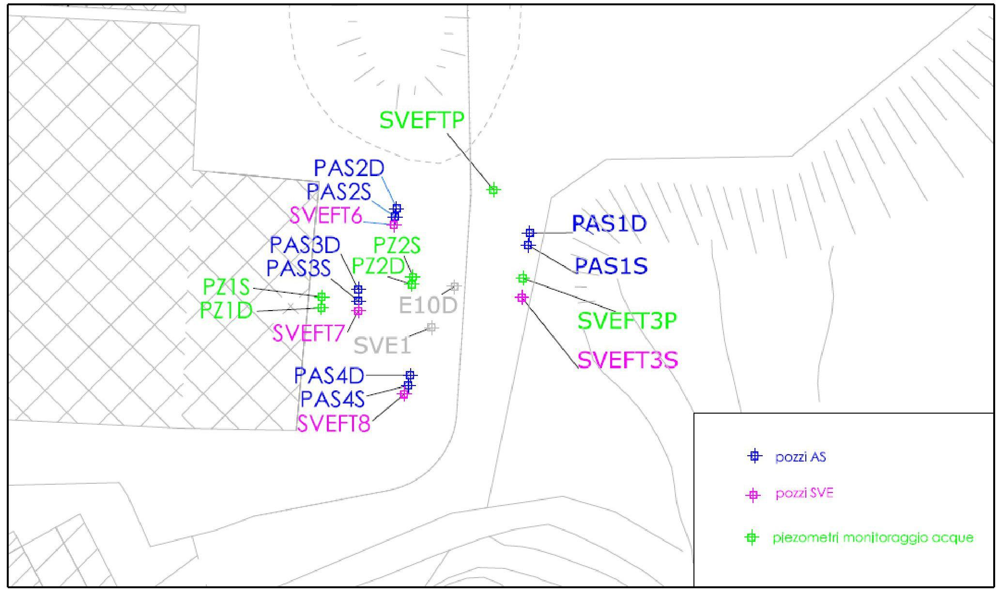 SVEFTP
PAS2D
PAS2S
SVEFT6
PAS1D
PAS3D
PZ2S
PAS3S
PZ2D
PAS1S
PZ1S
PZ1D
E10D
SVEFT3P
SVEFT7
SVE1
SVEFT3S
PAS4D
PAS4S
SVEFT8
pozzi AS
pozzi SVE
piezometri monitoraggio acque